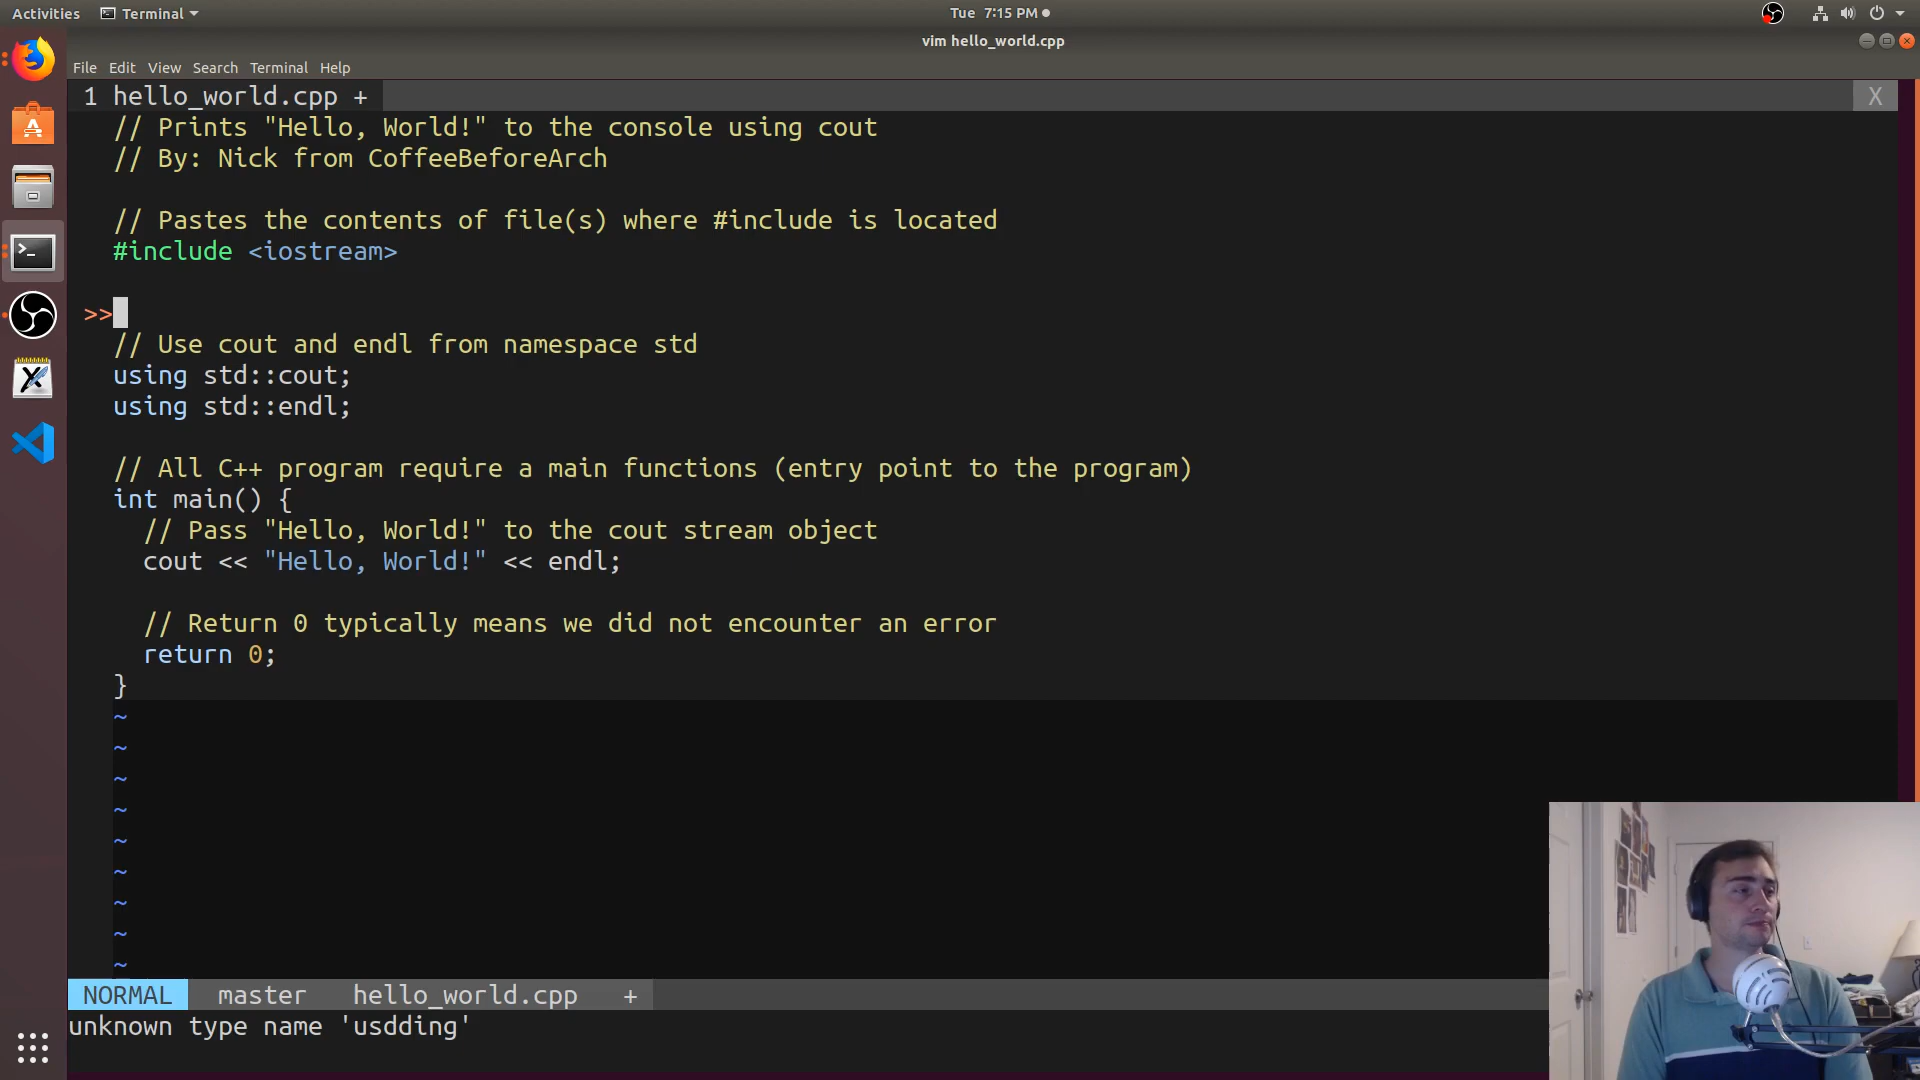 Activities Terminal Tue 7:15 PM
vim hello_world.cpp
File Edit View Search Terminal Help
1 hello_world.cpp + X
// Prints "Hello, World!" to the console using cout
// By: Nick from CoffeeBeforeArch
// Pastes the contents of file(s) where #include is located
#include <iostream>
>>
// Use cout and endl from namespace std
using std::cout;
using std::endl;
// All C++ program require a main functions (entry point to the program)
int main() {
// Pass "Hello, World!" to the cout stream object
cout << "Hello, World!" << endl;
// Return 0 typically means we did not encounter an error
return 0;
}
~
~
~
~
~
~
~
~
~
NORMAL master hello_world.cpp +
unknown type name 'usdding'